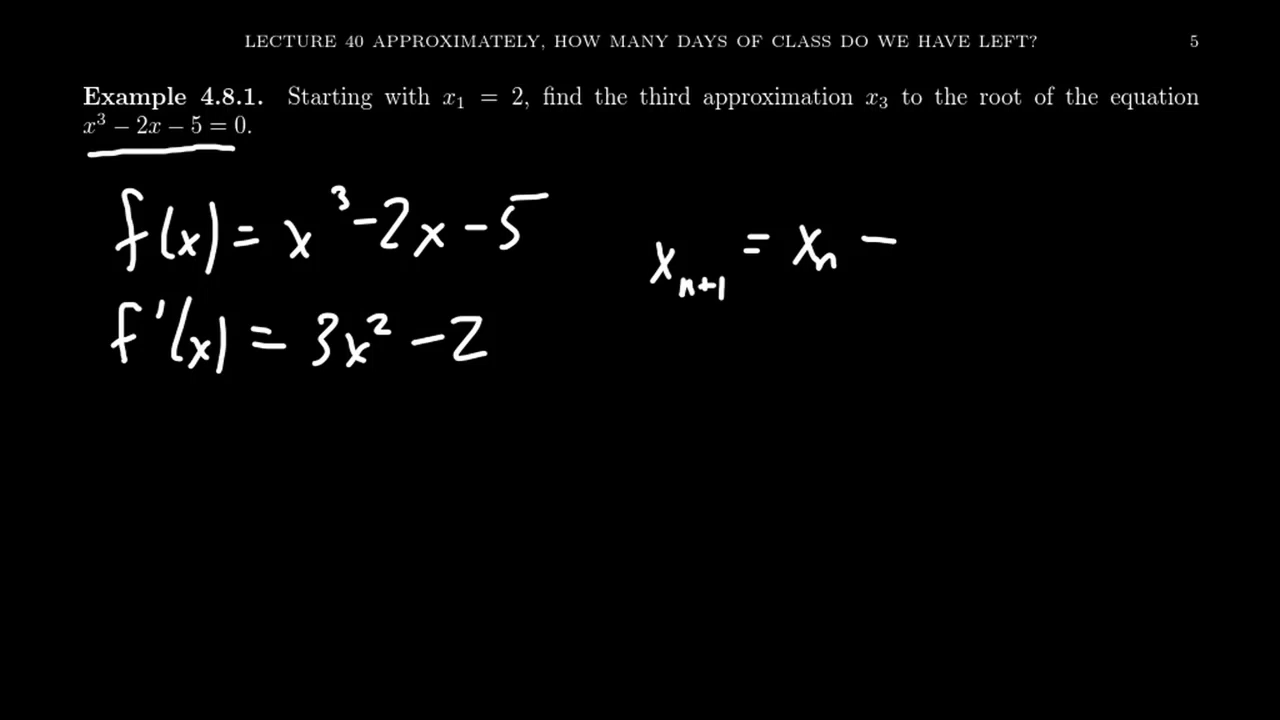 LECTURE 40 APPROXIMATELY, HOW MANY DAYS OF CLASS DO WE HAVE LEFT? 5
Example 4.8.1. Starting with x₁ = 2, find the third approximation x₃ to the root of the equation
x³ − 2x − 5 = 0.
f(x) = x³ - 2x - 5
xₙ₊₁ = xₙ −
f'(x) = 3x² - 2